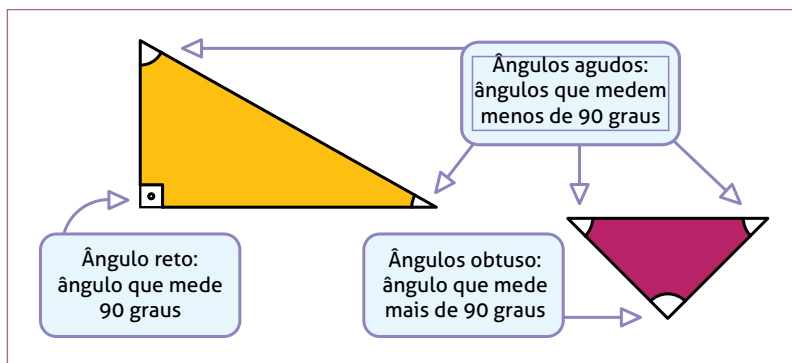 Ângulos agudos:
ângulos que medem
menos de 90 graus
Ângulo reto:
ângulo que mede
90 graus
Ângulos obtuso:
ângulo que mede
mais de 90 graus